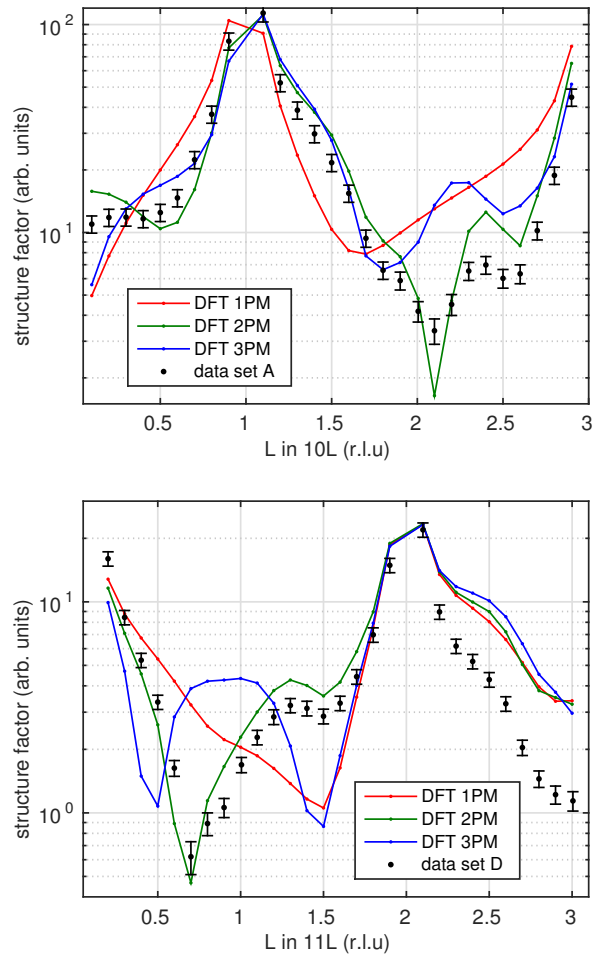 10²
10¹
structure factor (arb. units)
DFT 1PM
DFT 2PM
DFT 3PM
data set A
0.5 1 1.5 2 2.5 3
L in 10L (r.l.u)
10¹
10⁰
structure factor (arb. units)
DFT 1PM
DFT 2PM
DFT 3PM
data set D
0.5 1 1.5 2 2.5 3
L in 11L (r.l.u)